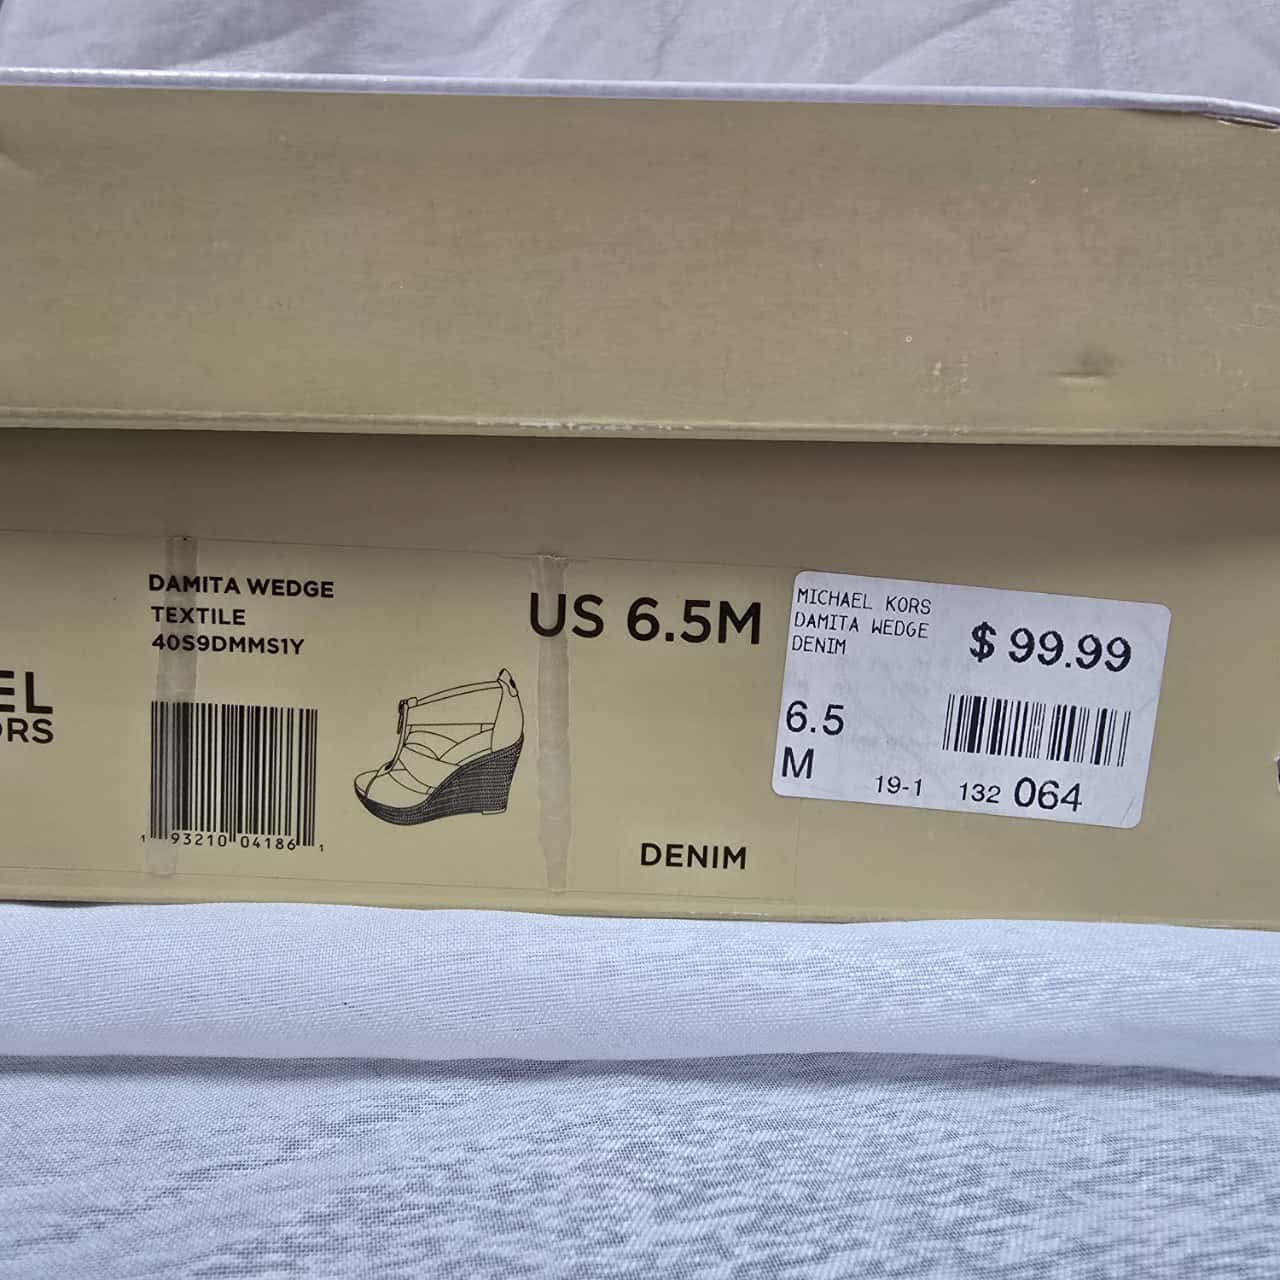 EL
ORS
DAMITA WEDGE
TEXTILE
40S9DMMS1Y
1 93210 04186 1
US 6.5M
DENIM
MICHAEL KORS
DAMITA WEDGE
DENIM
$ 99.99
6.5
M
19-1 132 064